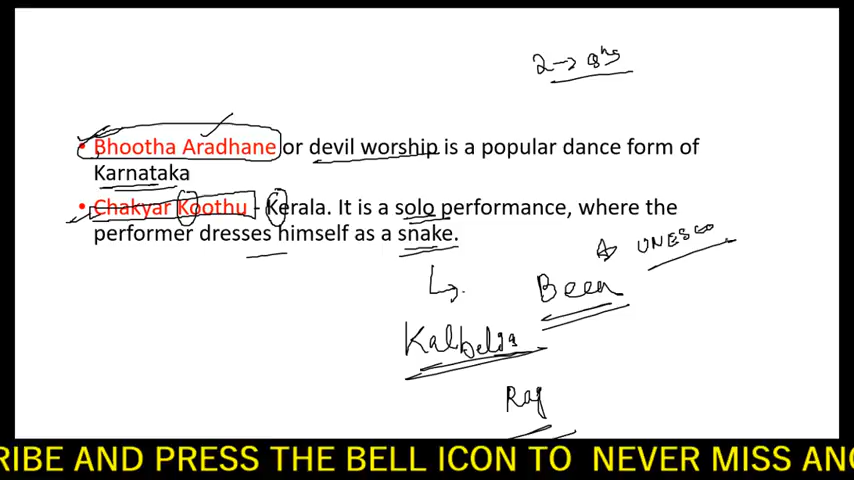 2 → 8 hrs
• Bhootha Aradhane or devil worship is a popular dance form of
Karnataka
• Chakyar Koothu - Kerala. It is a solo performance, where the
performer dresses himself as a snake.
UNESCO
Been
Kalbelia
Raj
RIBE AND PRESS THE BELL ICON TO NEVER MISS AN